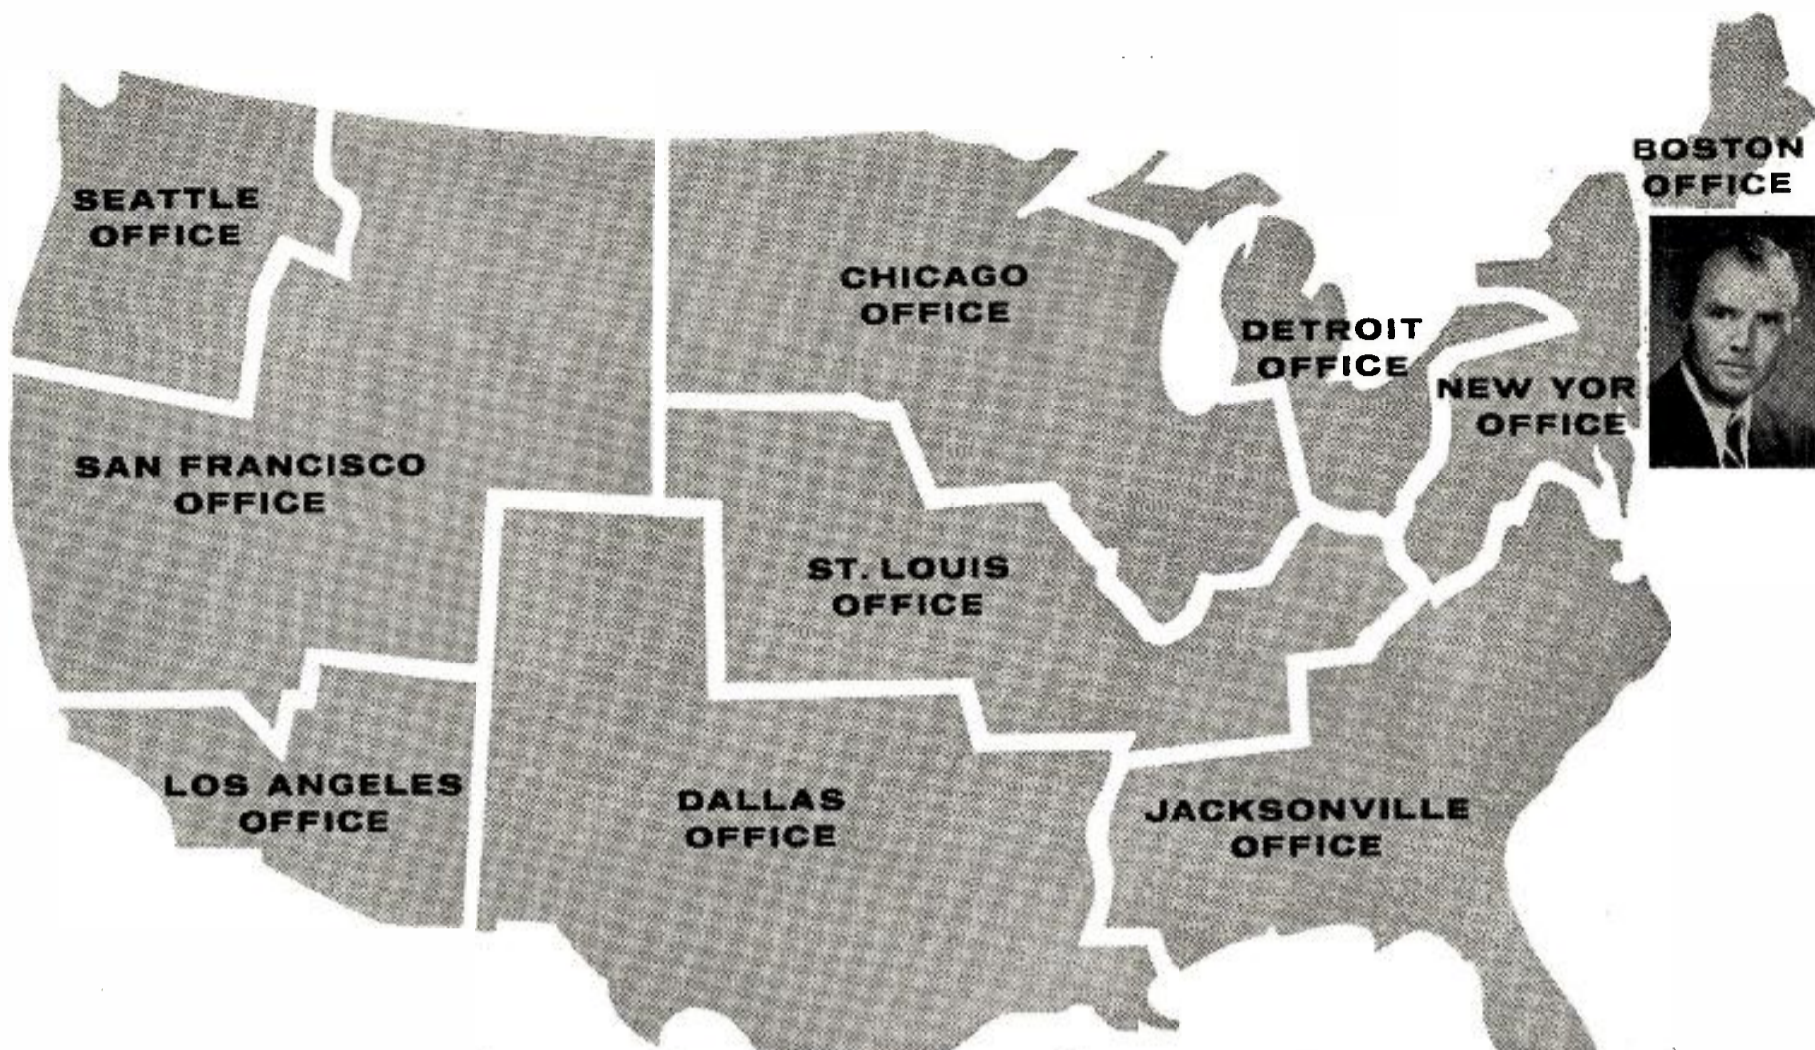 BOSTON
OFFICE
SEATTLE
OFFICE
CHICAGO
OFFICE
DETROIT
OFFICE
NEW YOR
OFFICE
SAN FRANCISCO
OFFICE
ST. LOUIS
OFFICE
LOS ANGELES
OFFICE
DALLAS
OFFICE
JACKSONVILLE
OFFICE